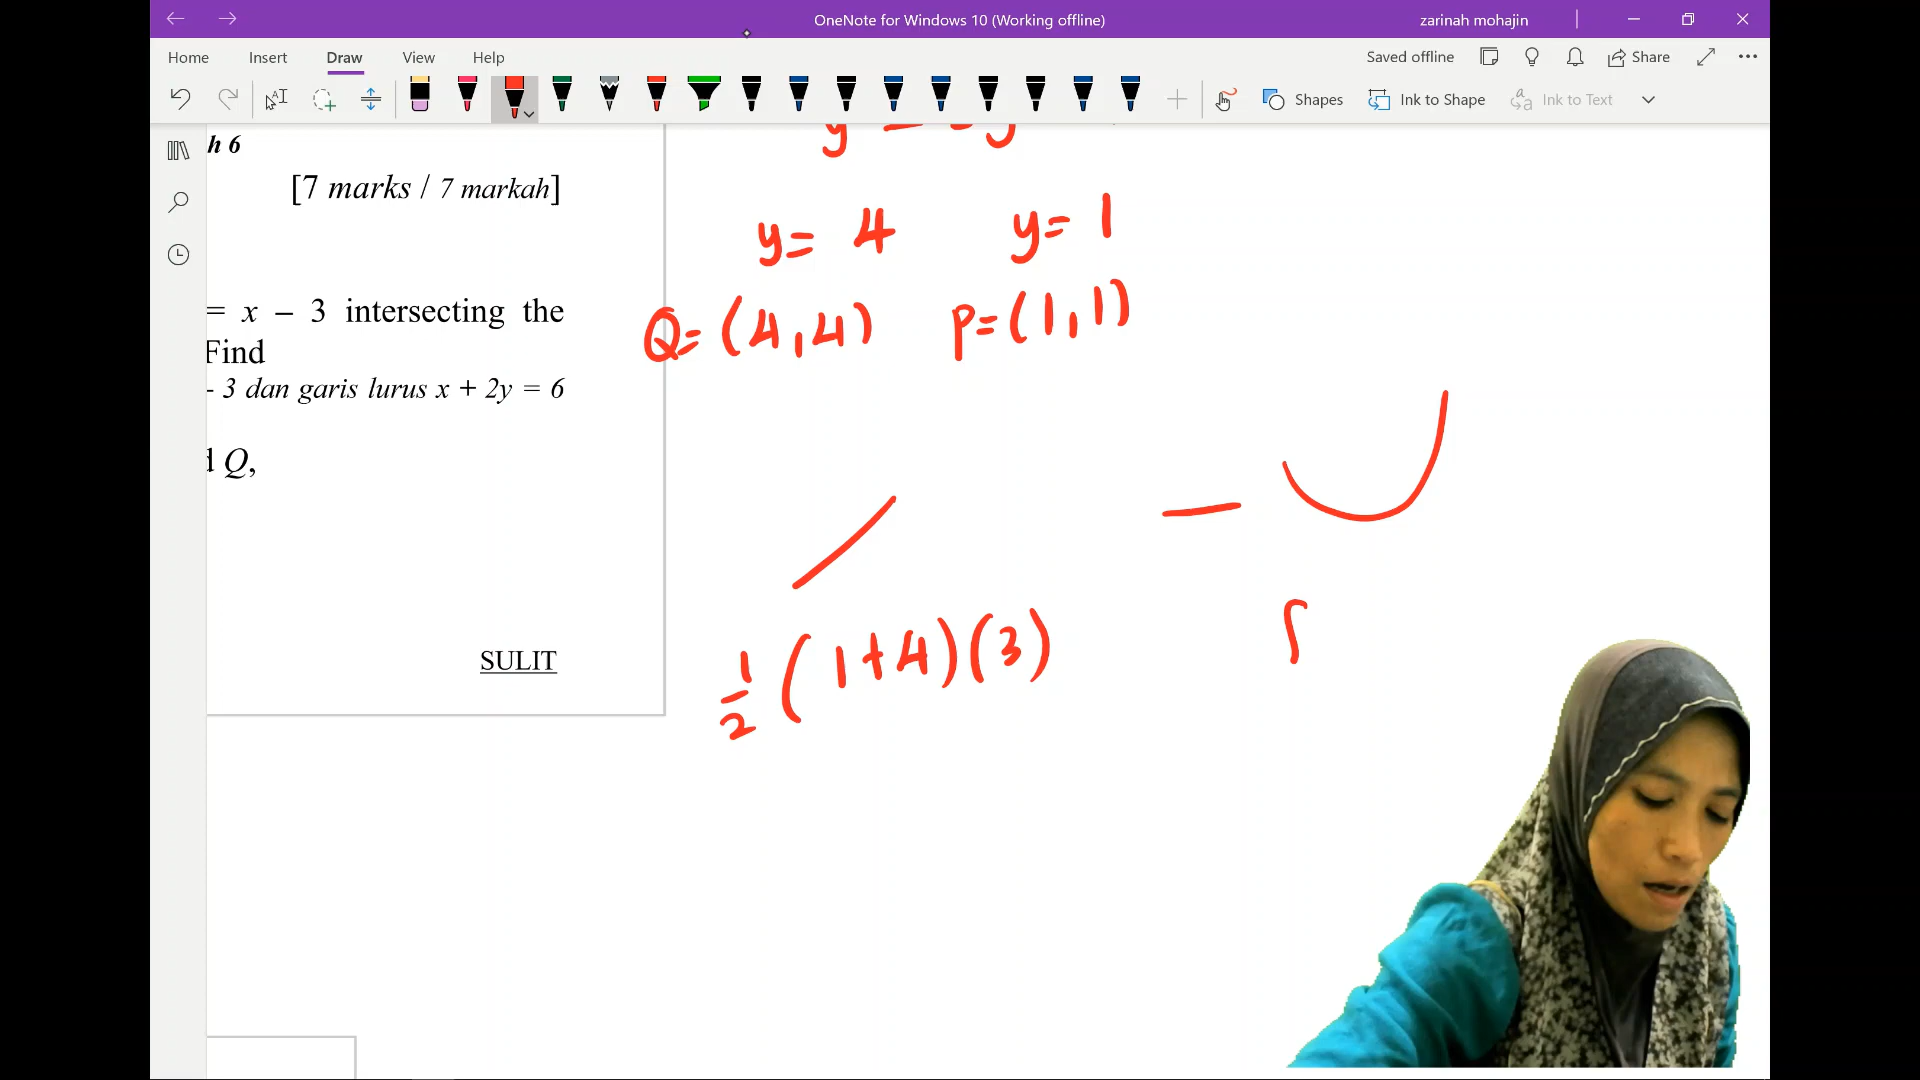 OneNote for Windows 10 (Working offline)
zarinah mohajin
Home Insert Draw View Help
Saved offline
Share
Shapes
Link to Shape
Link to Text
h 6
[7 marks / 7 markah]
= x – 3 intersecting the
Find
- 3 dan garis lurus x + 2y = 6
d Q,
SULIT
y = 4 y = 1
Q = (4,4) P = (1,1)
–
1/2 (1+4)(3) ∫